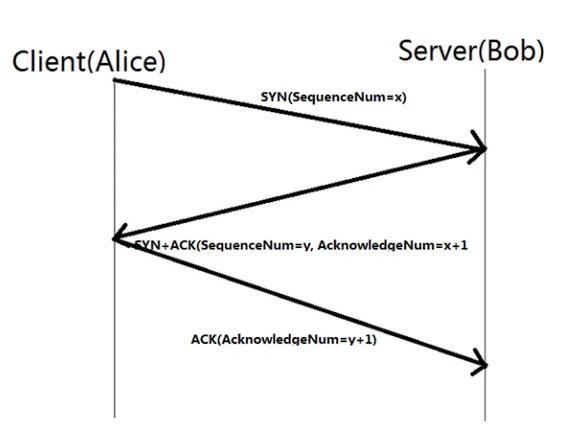 Client(Alice)
Server(Bob)
SYN(SequenceNum=x)
SYN+ACK(SequenceNum=y, AcknowledgeNum=x+1
ACK(AcknowledgeNum=y+1)